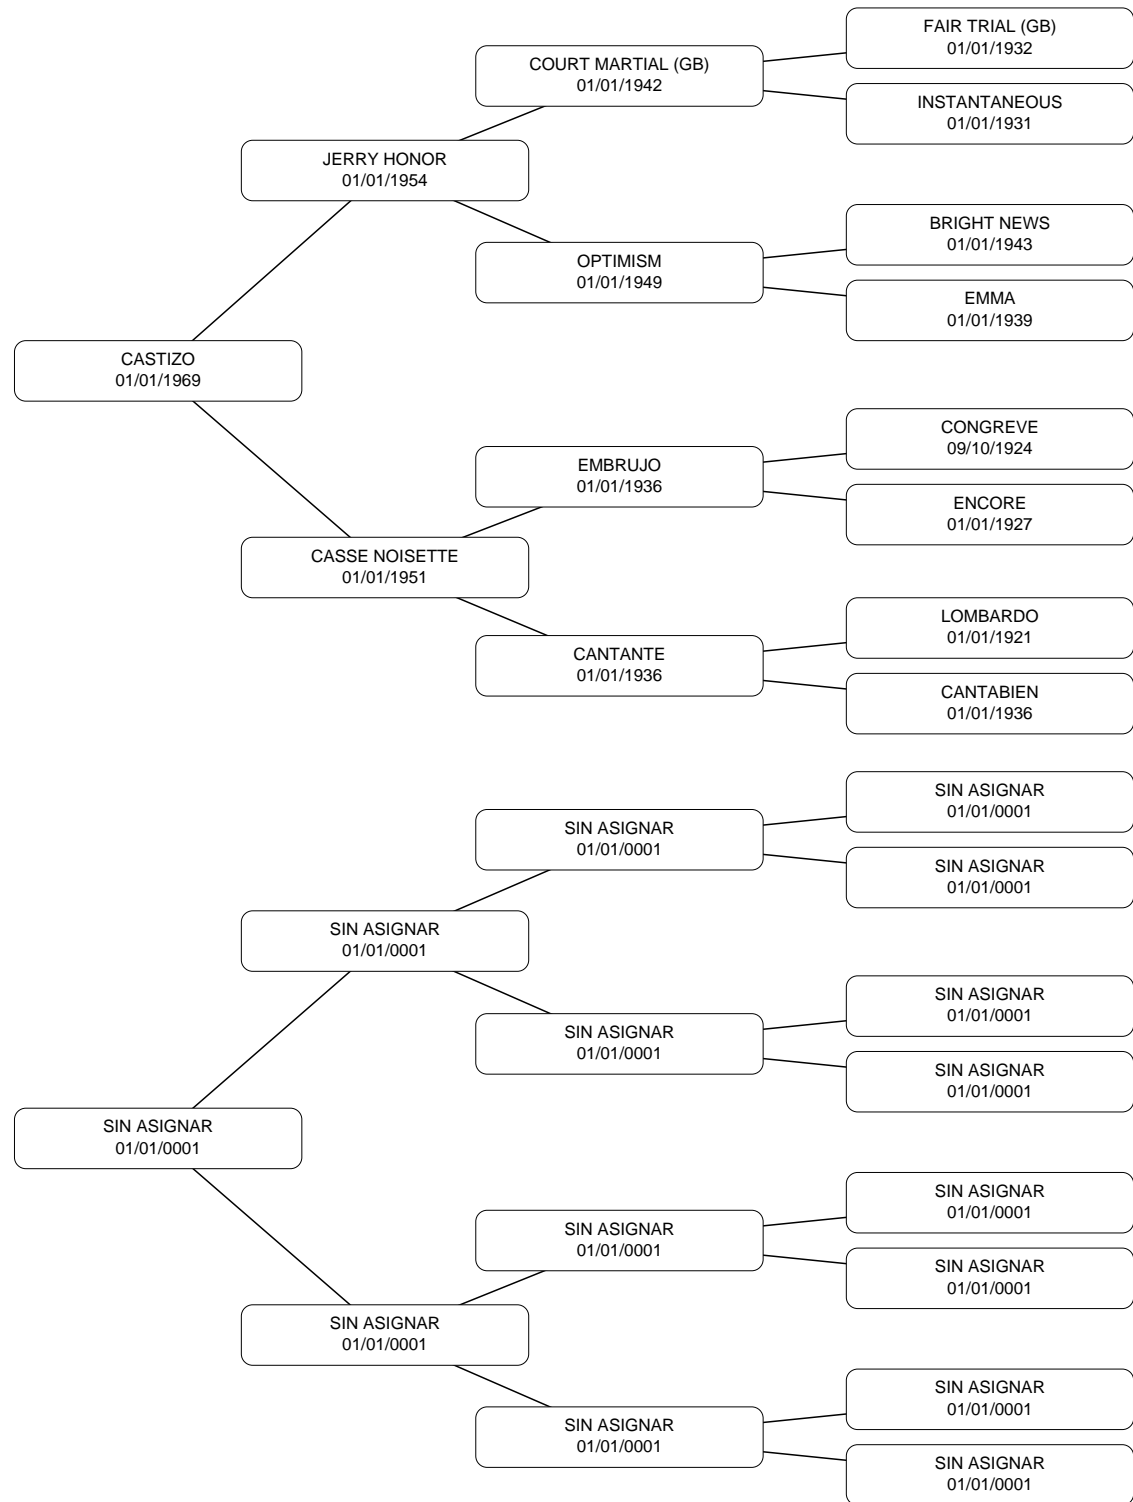 FAIR TRIAL (GB)
01/01/1932
COURT MARTIAL (GB)
01/01/1942
INSTANTANEOUS
01/01/1931
JERRY HONOR
01/01/1954
BRIGHT NEWS
01/01/1943
OPTIMISM
01/01/1949
EMMA
01/01/1939
CASTIZO
01/01/1969
CONGREVE
09/10/1924
EMBRUJO
01/01/1936
ENCORE
01/01/1927
CASSE NOISETTE
01/01/1951
LOMBARDO
01/01/1921
CANTANTE
01/01/1936
CANTABIEN
01/01/1936
SIN ASIGNAR
01/01/0001
SIN ASIGNAR
01/01/0001
SIN ASIGNAR
01/01/0001
SIN ASIGNAR
01/01/0001
SIN ASIGNAR
01/01/0001
SIN ASIGNAR
01/01/0001
SIN ASIGNAR
01/01/0001
SIN ASIGNAR
01/01/0001
SIN ASIGNAR
01/01/0001
SIN ASIGNAR
01/01/0001
SIN ASIGNAR
01/01/0001
SIN ASIGNAR
01/01/0001
SIN ASIGNAR
01/01/0001
SIN ASIGNAR
01/01/0001
SIN ASIGNAR
01/01/0001